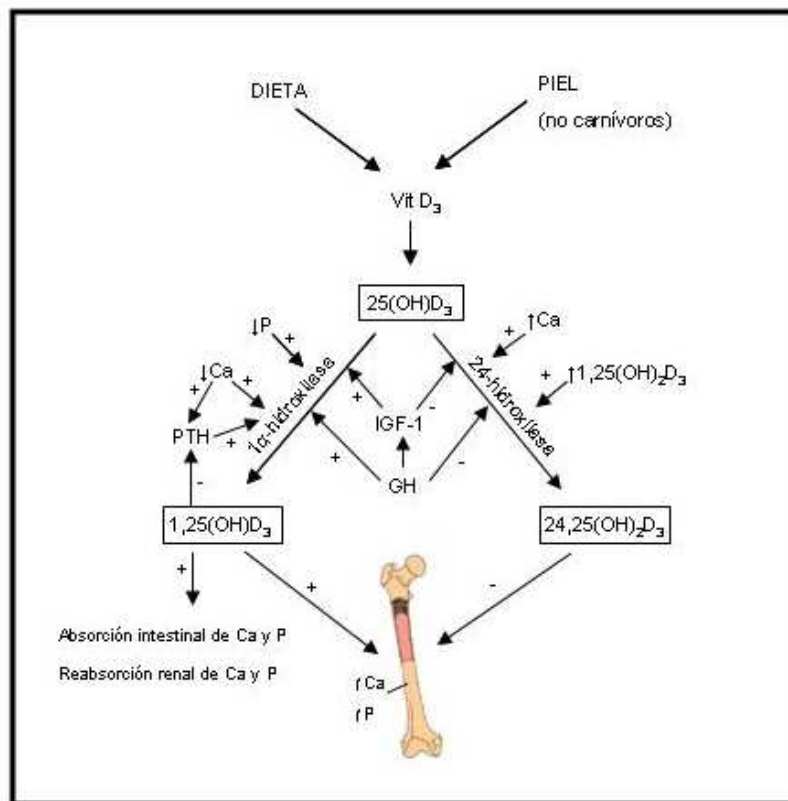 DIETA
PIEL
(no carnívoros)
Vit D₃
25(OH)D₃
↓P
+
↑Ca
+
↓Ca
+
+
1α-hidroxilasa
24-hidroxilasa
+
↑1,25(OH)₂D₃
PTH
+
+
IGF-1
-
+
GH
-
-
1,25(OH)D₃
24,25(OH)₂D₃
+
+
-
Absorción intestinal de Ca y P
Reabsorción renal de Ca y P
Ca
P